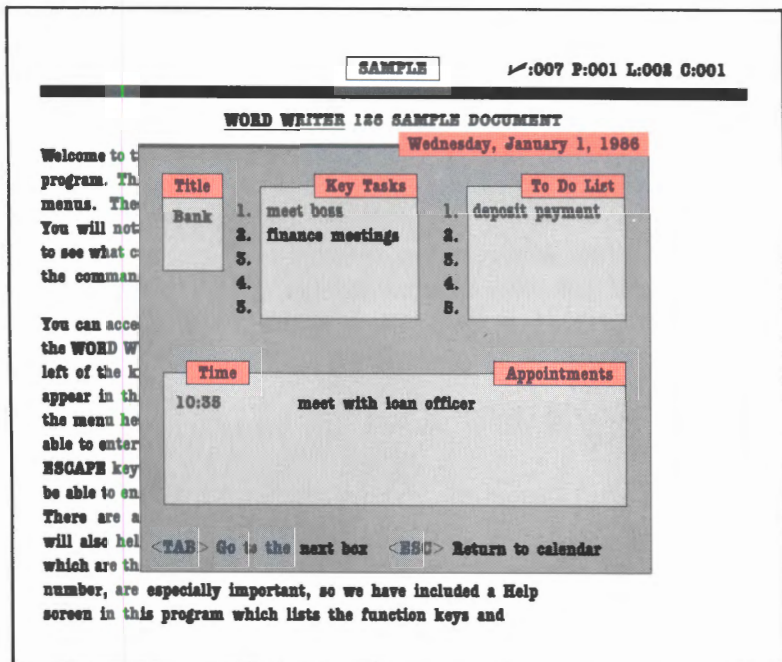 SAMPLE
:007 P:001 L:002 C:001
WORD WRITER 128 SAMPLE DOCUMENT
Wednesday, January 1, 1986
Welcome to t
program. Th
menus. The
You will not
to see what c
the comman
Title
Bank
Key Tasks
1. meet boss
2. finance meetings
3.
4.
5.
To Do List
1. deposit payment
2.
3.
4.
5.
You can acce
the WORD W
left of the k
appear in th
the menu he
able to enter
ESCAPE key
be able to en
There are a
will also hel
which are th
Time
Appointments
10:35 meet with loan officer
<TAB> Go to the next box <ESC> Return to calendar
number, are especially important, so we have included a Help
screen in this program which lists the function keys and